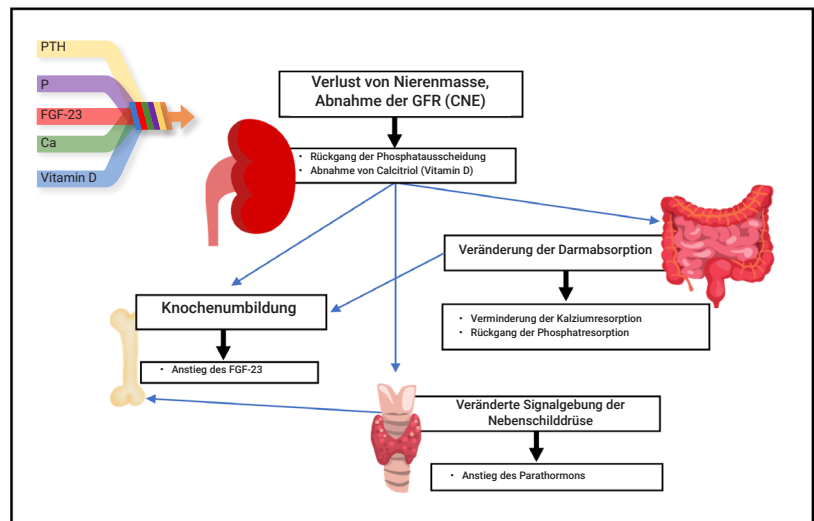 PTH
P
FGF-23
Ca
Vitamin D
Verlust von Nierenmasse,
Abnahme der GFR (CNE)
• Rückgang der Phosphatausscheidung
• Abnahme von Calcitriol (Vitamin D)
Veränderung der Darmabsorption
• Verminderung der Kalziumresorption
• Rückgang der Phosphatresorption
Knochenumbildung
• Anstieg des FGF-23
Veränderte Signalgebung der
Nebenschilddrüse
• Anstieg des Parathormons